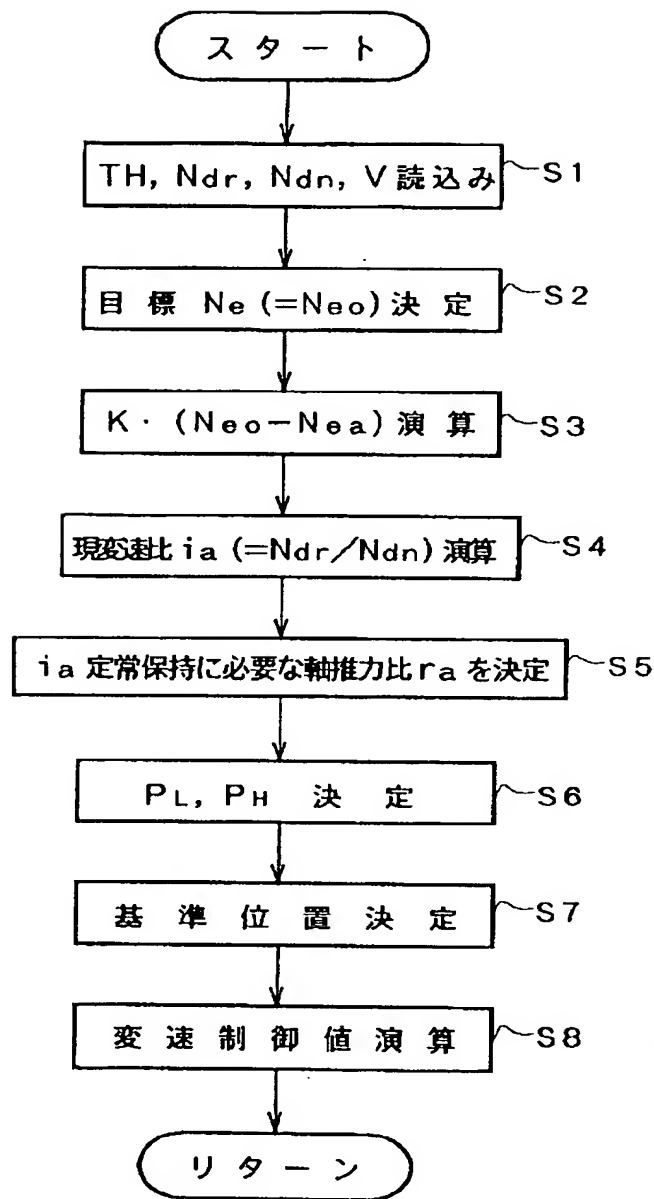 スタート
TH, Ndr, Ndn, V 読込み S1
目標 Ne (=Neo) 決定 S2
K・(Neo−Nea) 演算 S3
現変速比 ia (=Ndr/Ndn) 演算 S4
ia 定常保持に必要な軸推力比 ra を決定 S5
PL, PH 決定 S6
基準位置決定 S7
変速制御値演算 S8
リターン